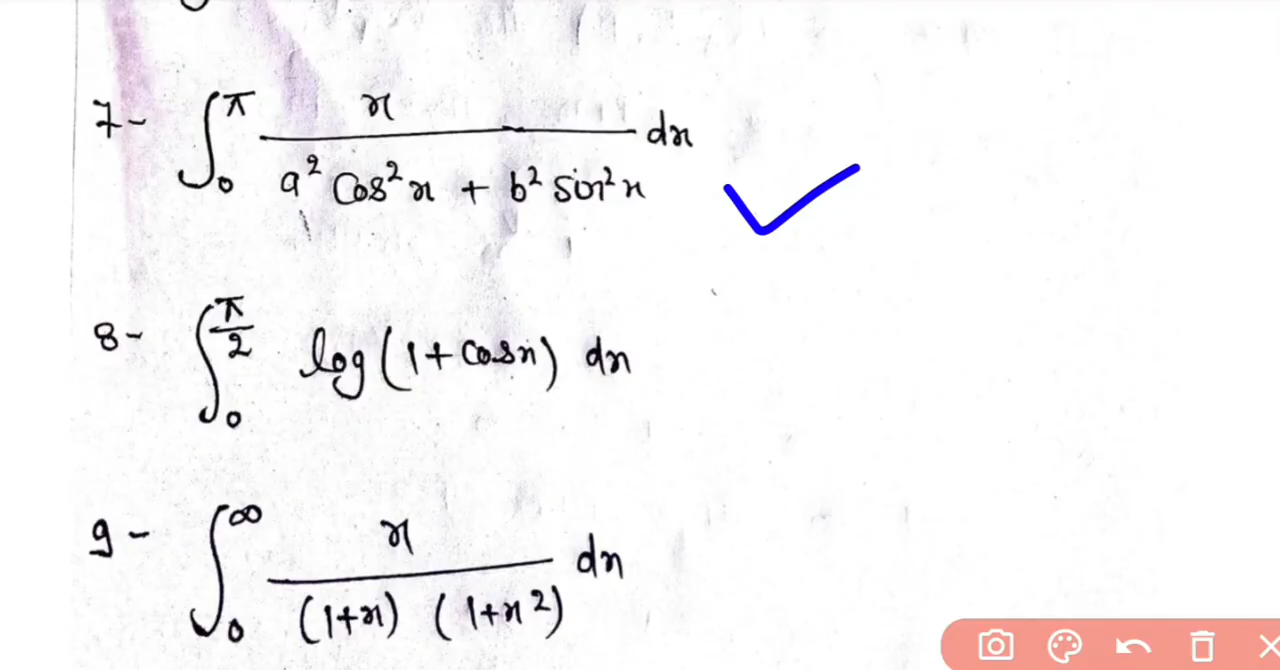 7- ∫₀^π x / (a² cos²x + b² sin²x) dx
8- ∫₀^(π/2) log(1+cosx) dx
9- ∫₀^∞ x / ((1+x) (1+x²)) dx